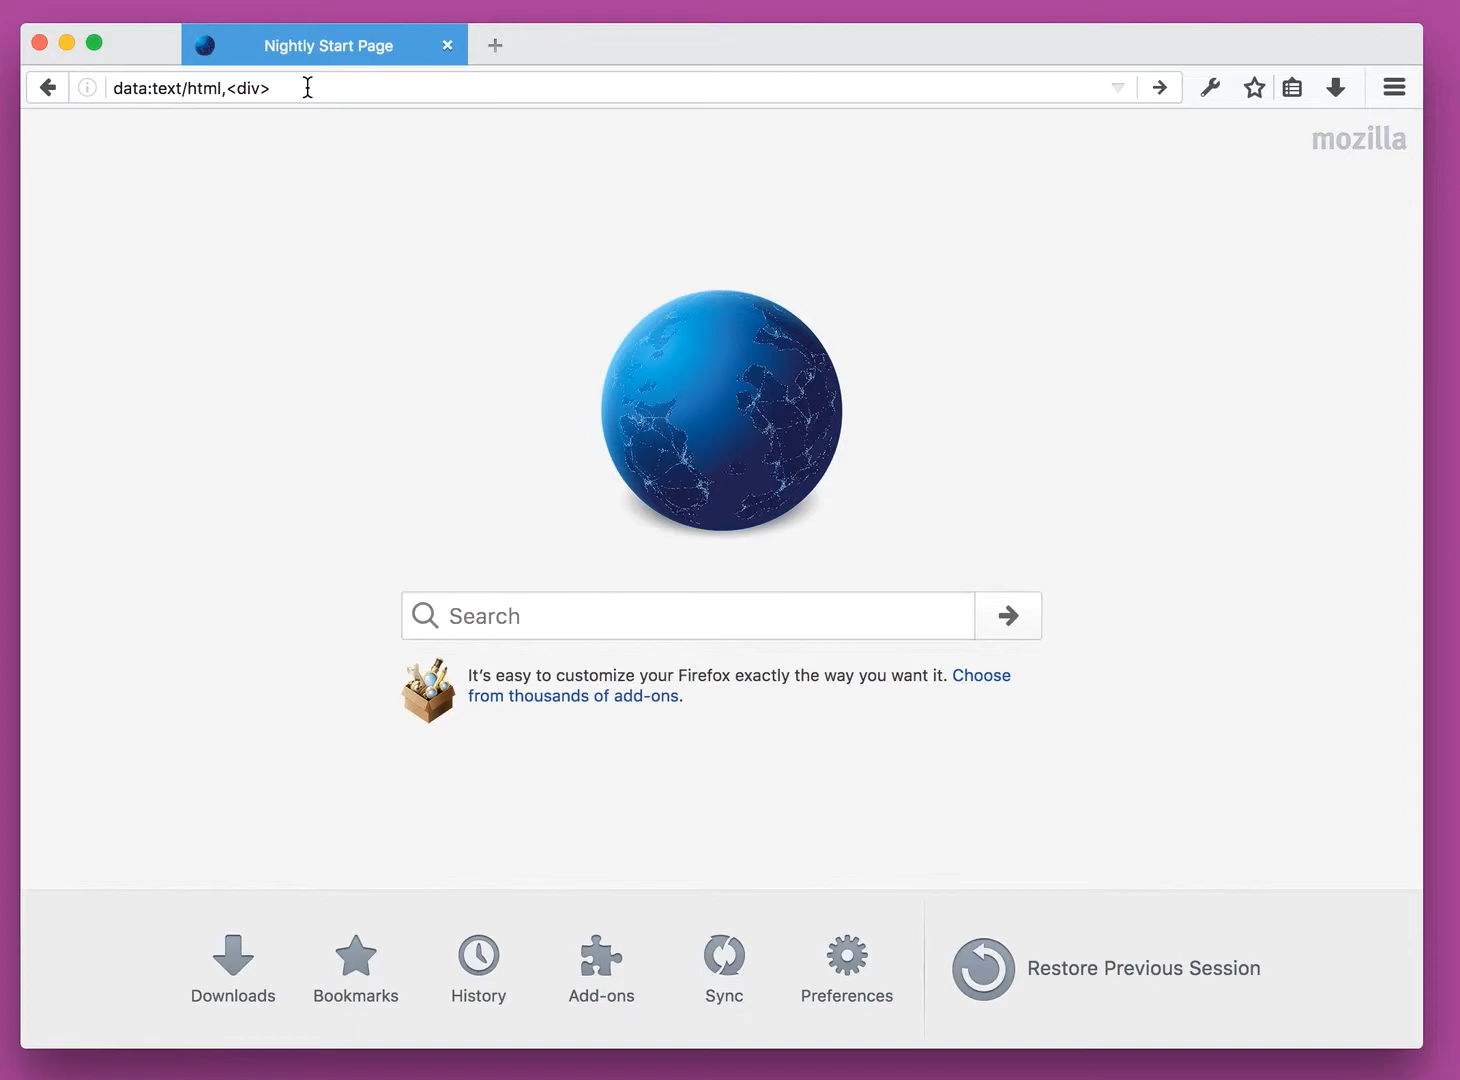 Nightly Start Page
data:text/html,<div>
mozilla
Search
It’s easy to customize your Firefox exactly the way you want it. Choose
from thousands of add-ons.
Downloads
Bookmarks
History
Add-ons
Sync
Preferences
Restore Previous Session